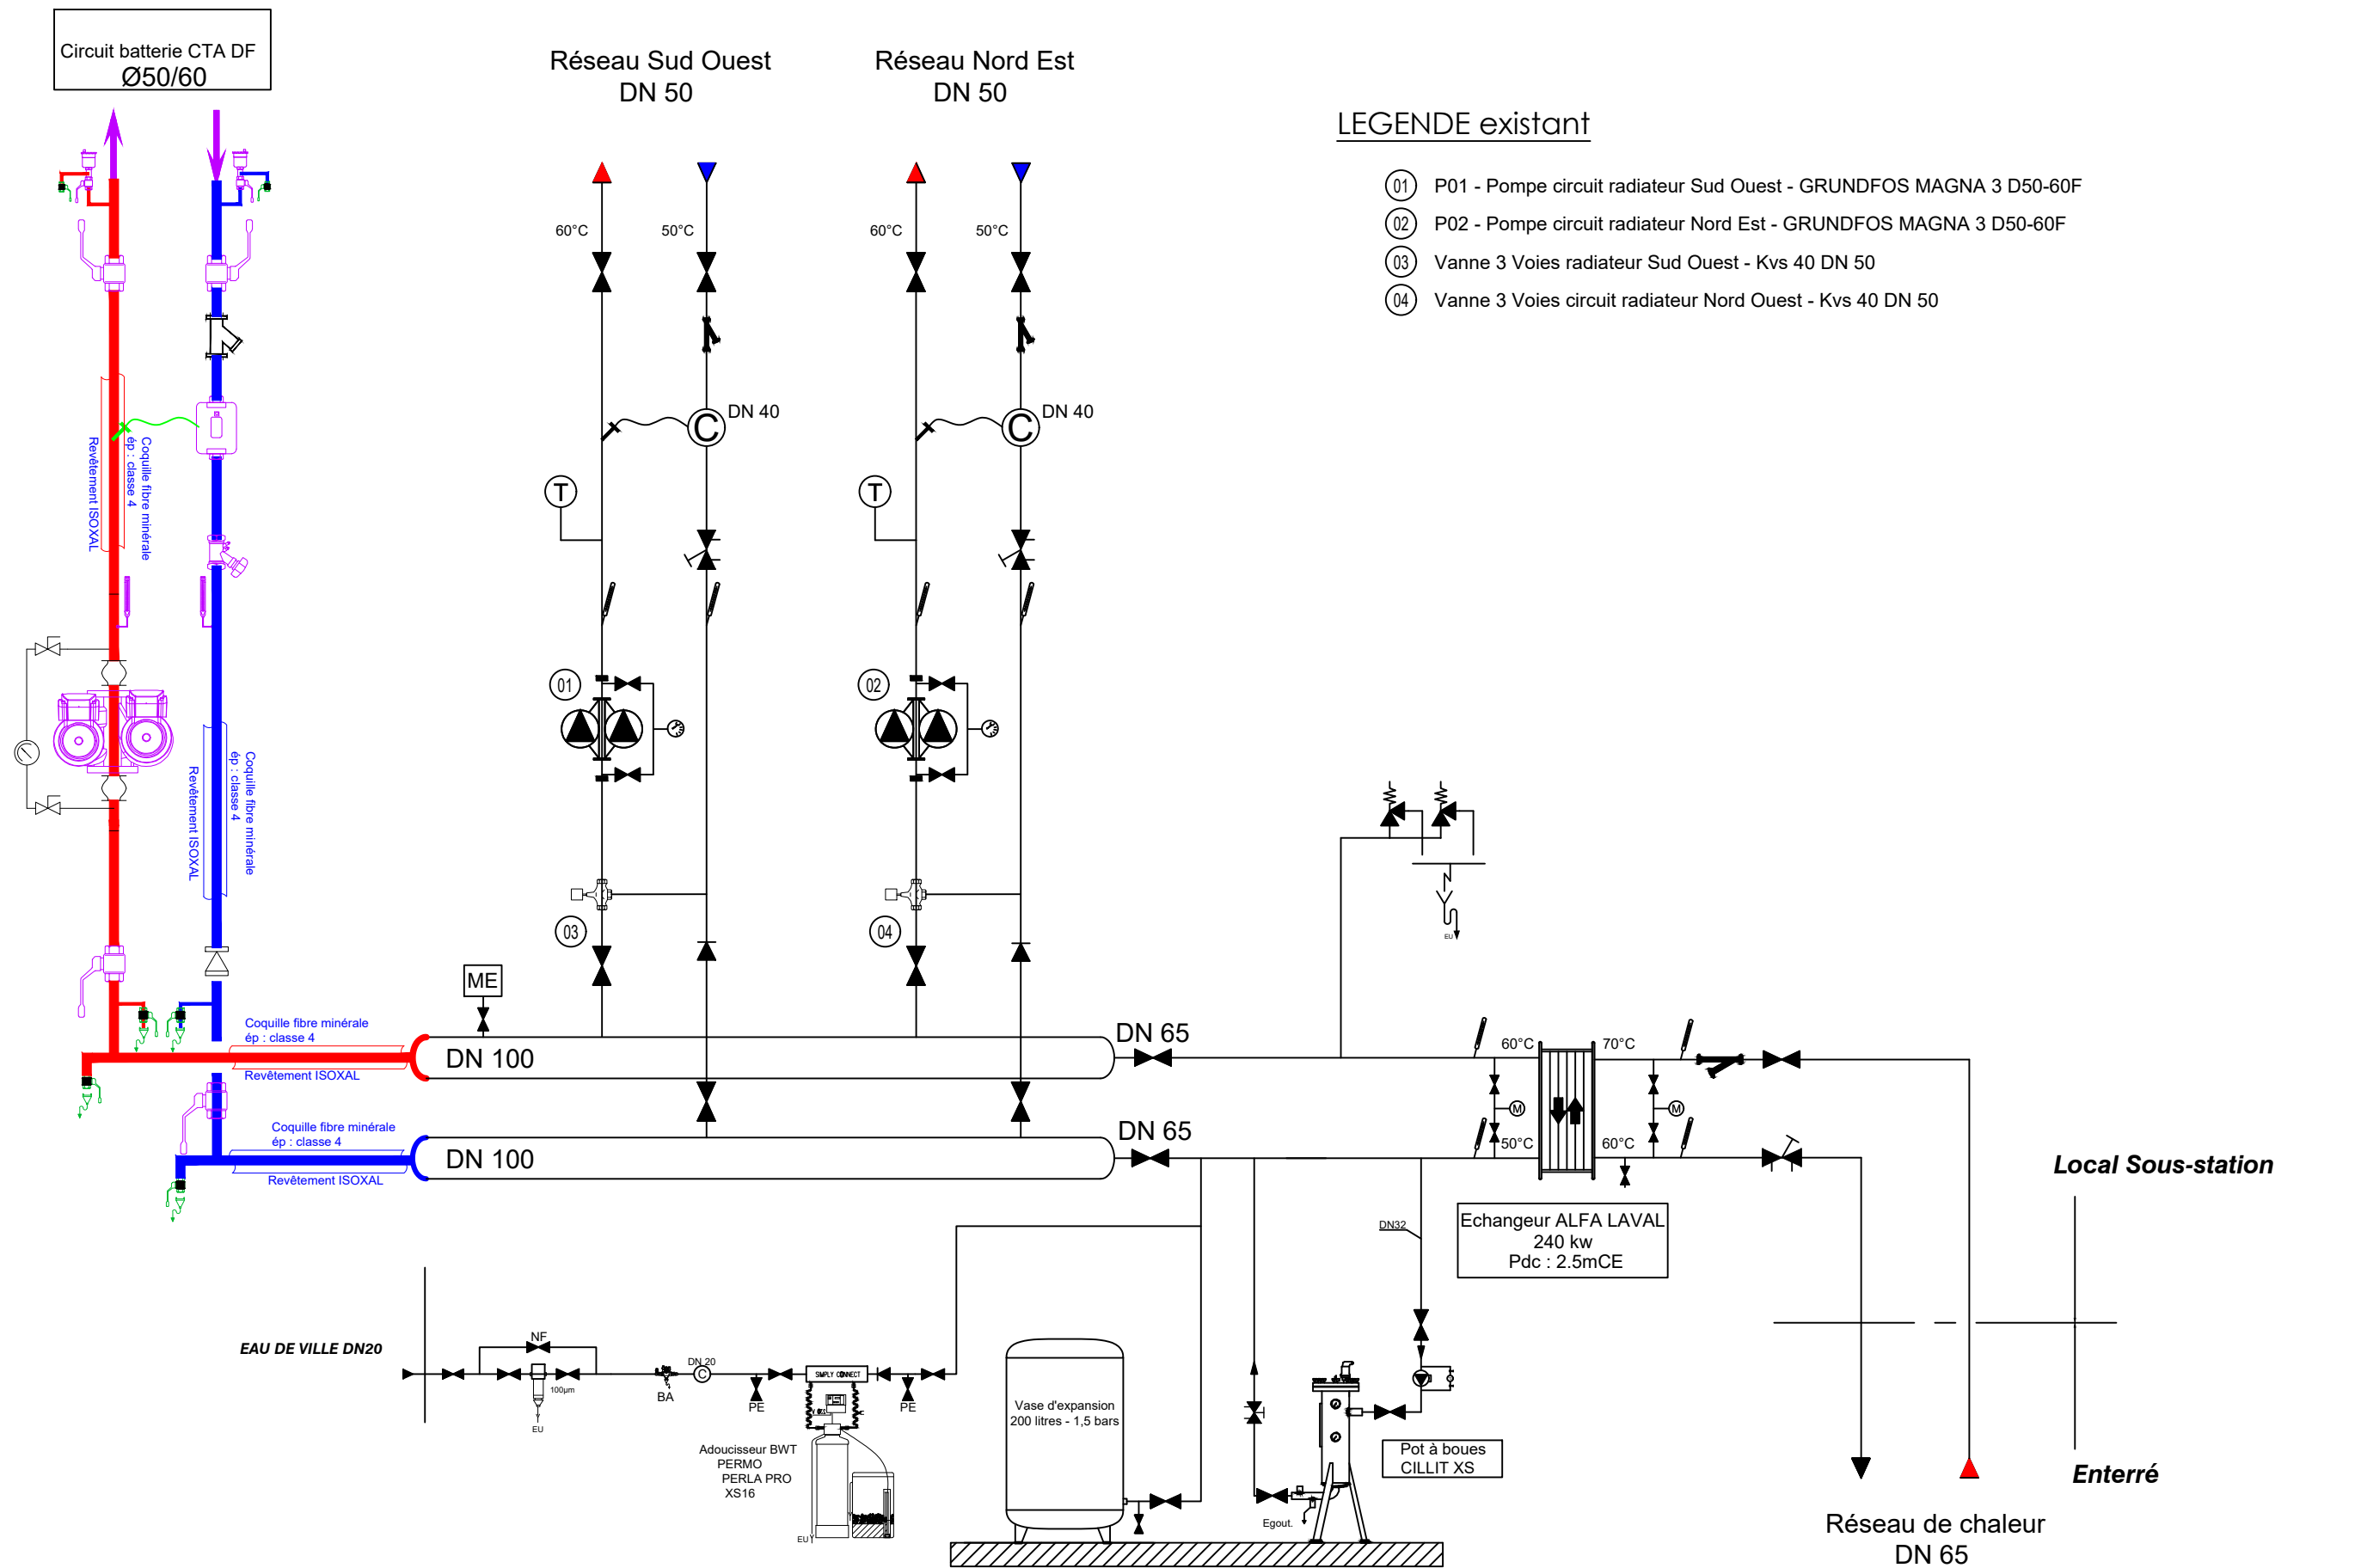 Circuit batterie CTA DF
Ø50/60
Réseau Sud Ouest
DN 50
Réseau Nord Est
DN 50
LEGENDE existant
01 P01 - Pompe circuit radiateur Sud Ouest - GRUNDFOS MAGNA 3 D50-60F
02 P02 - Pompe circuit radiateur Nord Est - GRUNDFOS MAGNA 3 D50-60F
03 Vanne 3 Voies radiateur Sud Ouest - Kvs 40 DN 50
04 Vanne 3 Voies circuit radiateur Nord Ouest - Kvs 40 DN 50
60°C
50°C
60°C
50°C
C
DN 40
C
DN 40
T
T
Coquille fibre minérale
ép : classe 4
Revêtement ISOXAL
01
02
Coquille fibre minérale
ép : classe 4
Revêtement ISOXAL
03
04
EU
ME
Coquille fibre minérale
ép : classe 4
Revêtement ISOXAL
DN 100
DN 65
60°C
70°C
M
M
Coquille fibre minérale
ép : classe 4
Revêtement ISOXAL
DN 100
DN 65
50°C
60°C
Local Sous-station
DN32
Echangeur ALFA LAVAL
240 kw
Pdc : 2.5mCE
EAU DE VILLE DN20
NF
100µm
EU
BA
DN 20
C
PE
SIMPLY CONNECT
PE
Adoucisseur BWT
PERMO
PERLA PRO
XS16
EU
Vase d'expansion
200 litres - 1,5 bars
Pot à boues
CILLIT XS
Egout.
Enterré
Réseau de chaleur
DN 65